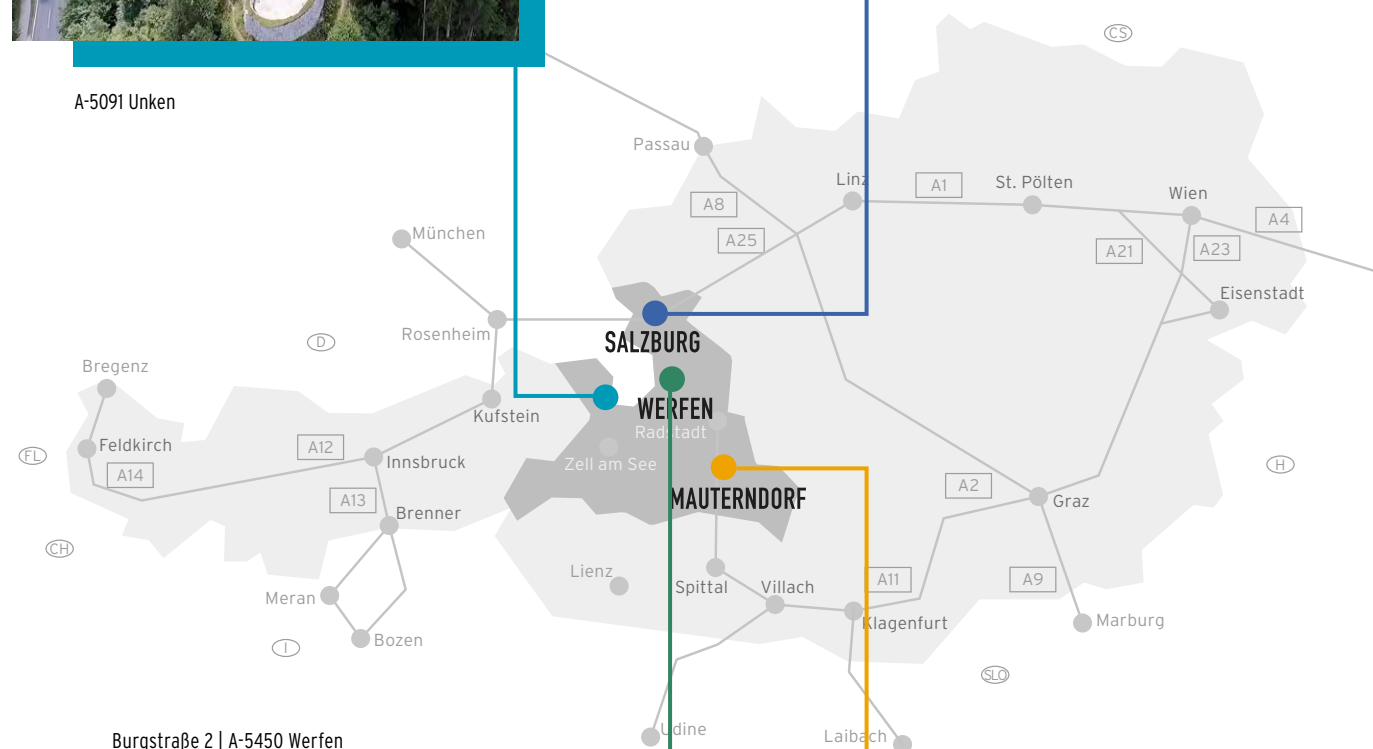 CS
A-5091 Unken
Passau
Linz
A1
St. Pölten
Wien
A8
A4
A25
A21
A23
München
Eisenstadt
Rosenheim
D
SALZBURG
Bregenz
WERFEN
Kufstein
Radstadt
Feldkirch
A12
FL
A14
Innsbruck
Zell am See
H
A13
A2
MAUTERNDORF
Graz
Brenner
CH
Lienz
Spittal
Villach
A11
A9
Meran
Klagenfurt
Marburg
Bozen
I
SLO
Udine
Laibach
Burgstraße 2 | A-5450 Werfen